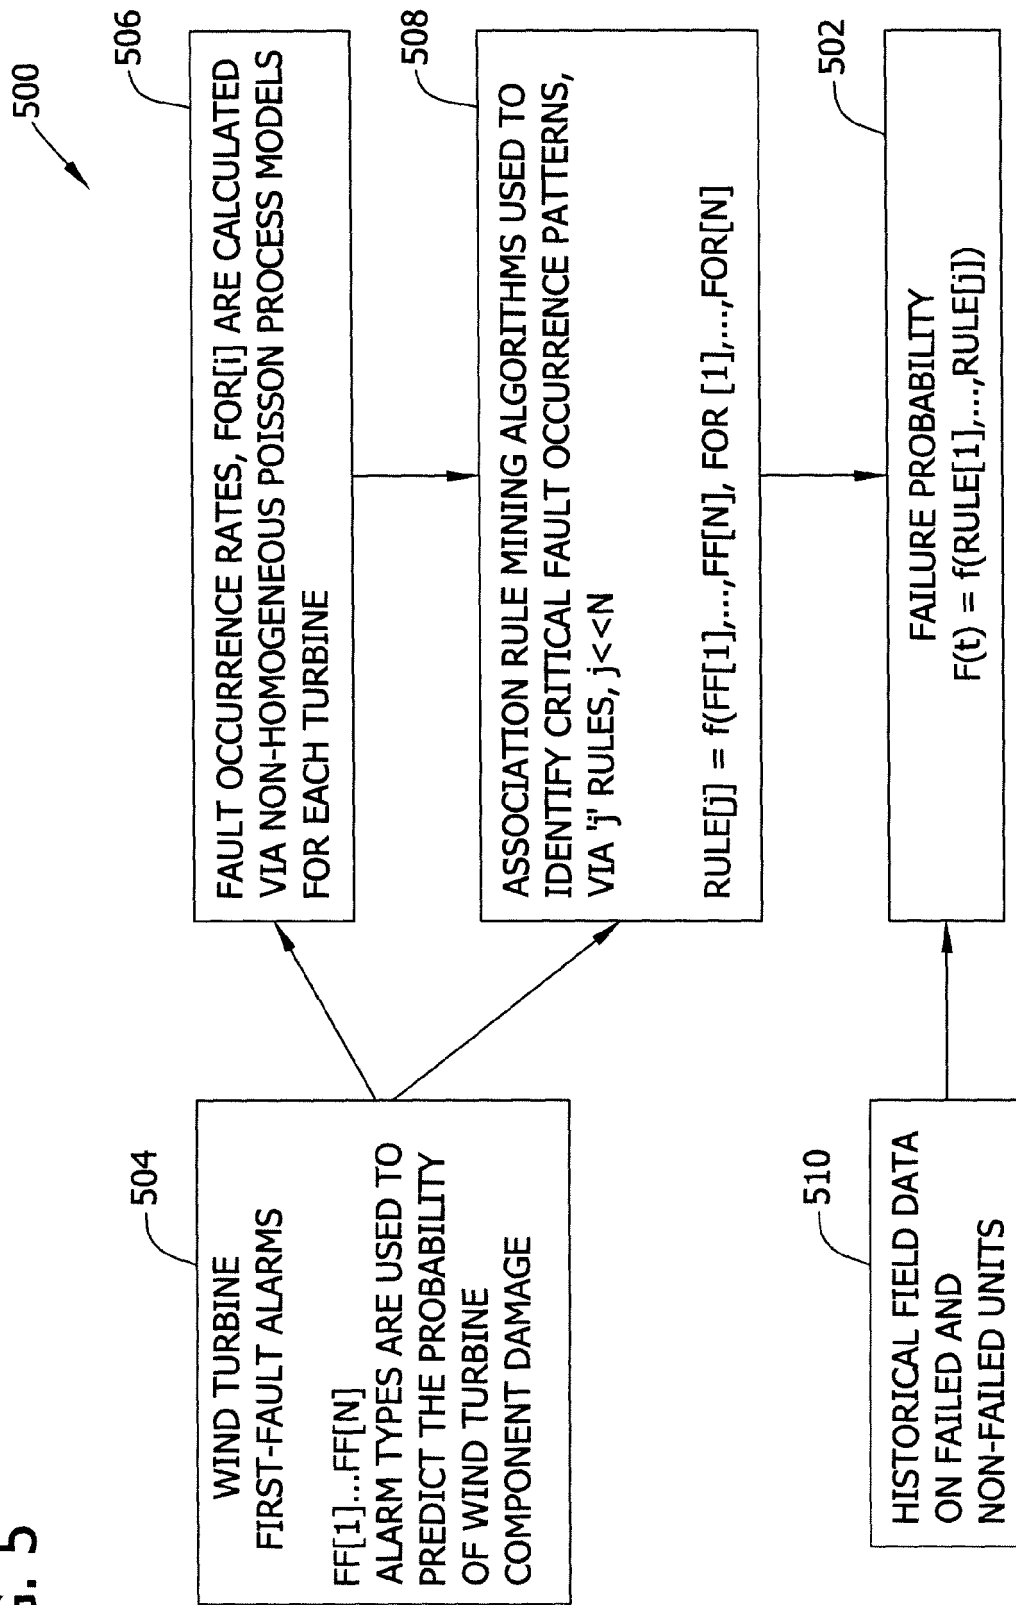 500
504
WIND TURBINE
FIRST-FAULT ALARMS
FF[1]...FF[N]
ALARM TYPES ARE USED TO
PREDICT THE PROBABILITY
OF WIND TURBINE
COMPONENT DAMAGE
506
FAULT OCCURRENCE RATES, FOR[i] ARE CALCULATED
VIA NON-HOMOGENEOUS POISSON PROCESS MODELS
FOR EACH TURBINE
508
ASSOCIATION RULE MINING ALGORITHMS USED TO
IDENTIFY CRITICAL FAULT OCCURRENCE PATTERNS,
VIA 'j' RULES, j<<N
RULE[j] = f(FF[1],...,FF[N], FOR [1],...,FOR[N]
510
HISTORICAL FIELD DATA
ON FAILED AND
NON-FAILED UNITS
502
FAILURE PROBABILITY
F(t) = f(RULE[1],...,RULE[j])
5